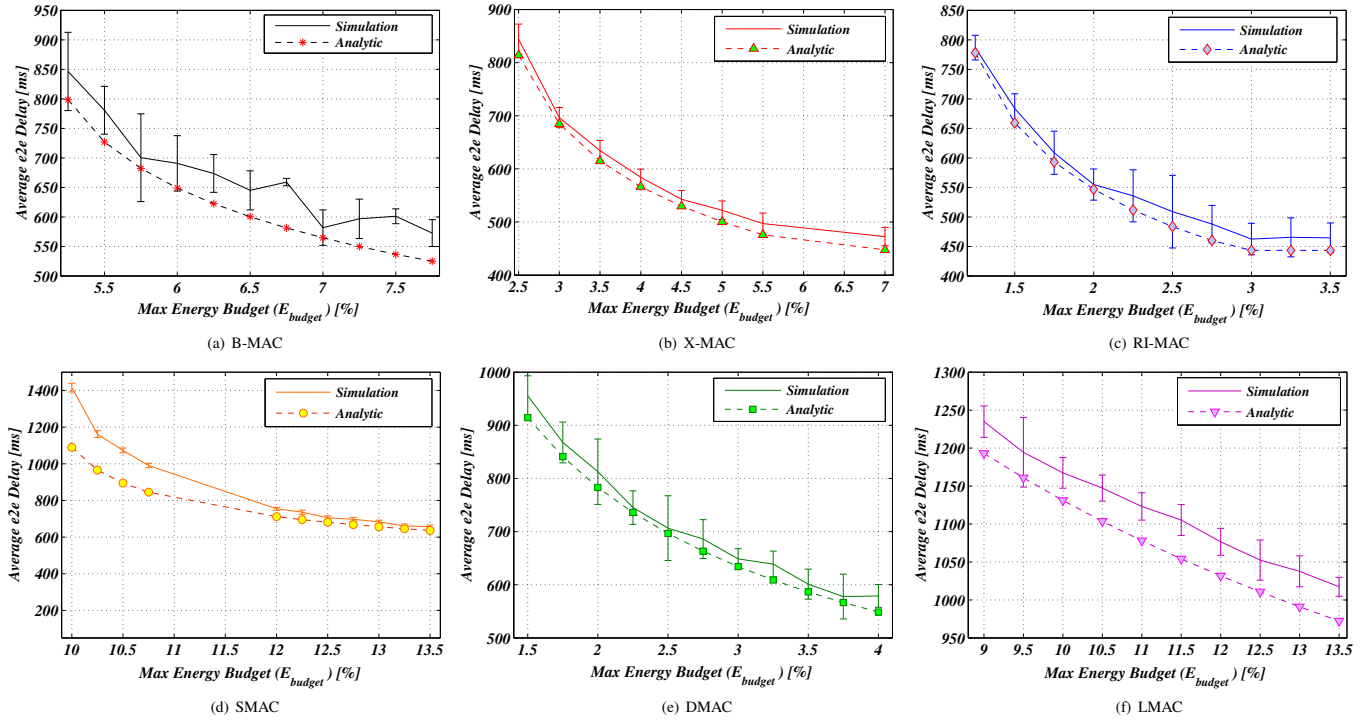 950
900
850
800
750
700
650
600
550
500
Average e2e Delay [ms]
Simulation
Analytic
5.5 6 6.5 7 7.5
Max Energy Budget (E_budget) [%]
(a) B-MAC
900
800
700
600
500
400
Average e2e Delay [ms]
Simulation
Analytic
2.5 3 3.5 4 4.5 5 5.5 6 6.5 7
Max Energy Budget (E_budget) [%]
(b) X-MAC
850
800
750
700
650
600
550
500
450
400
Average e2e Delay [ms]
Simulation
Analytic
1.5 2 2.5 3 3.5
Max Energy Budget (E_budget) [%]
(c) RI-MAC
1400
1200
1000
800
600
400
200
Average e2e Delay [ms]
Simulation
Analytic
10 10.5 11 11.5 12 12.5 13 13.5
Max Energy Budget (E_budget) [%]
(d) SMAC
1000
900
800
700
600
500
Average e2e Delay [ms]
Simulation
Analytic
1.5 2 2.5 3 3.5 4
Max Energy Budget (E_budget) [%]
(e) DMAC
1300
1250
1200
1150
1100
1050
1000
950
Average e2e Delay [ms]
Simulation
Analytic
9 9.5 10 10.5 11 11.5 12 12.5 13 13.5
Max Energy Budget (E_budget) [%]
(f) LMAC